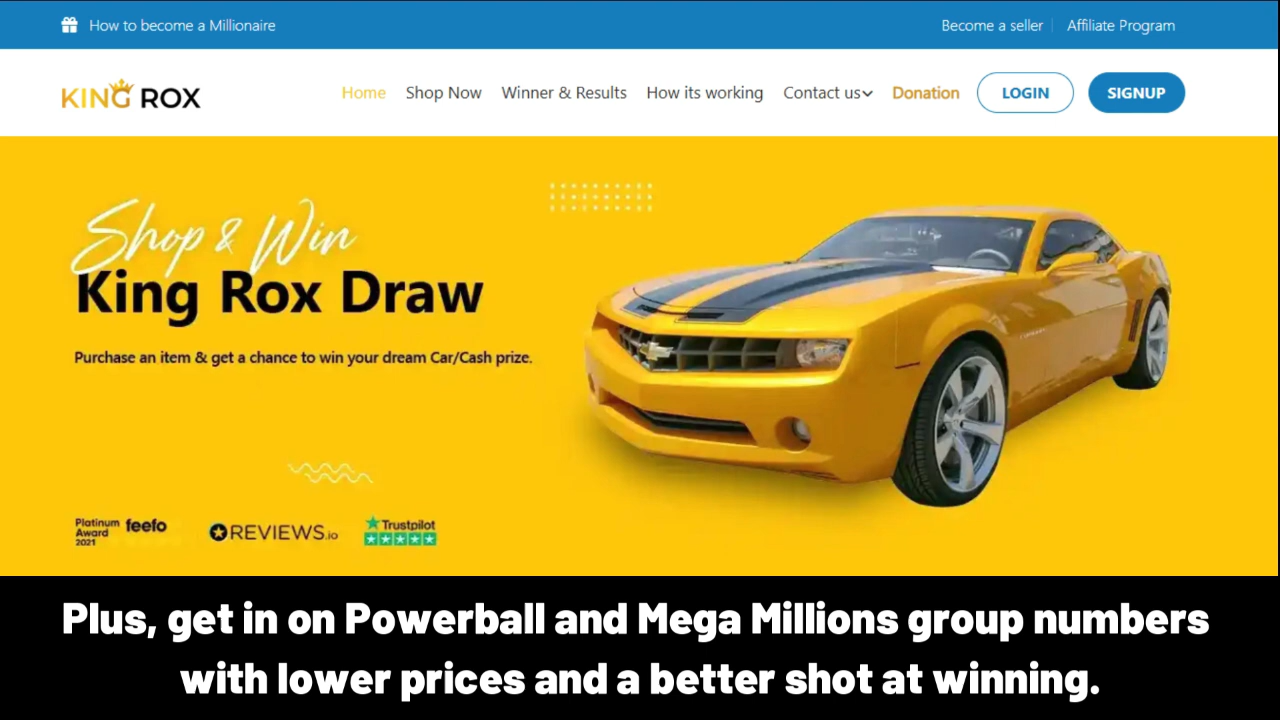 How to become a Millionaire
Become a seller
Affiliate Program
KING ROX
Home
Shop Now
Winner & Results
How its working
Contact us
Donation
LOGIN
SIGNUP
Shop & Win
King Rox Draw
Purchase an item & get a chance to win your dream Car/Cash prize.
Platinum
Award
2021
feefo
REVIEWS.io
Trustpilot
Plus, get in on Powerball and Mega Millions group numbers
with lower prices and a better shot at winning.